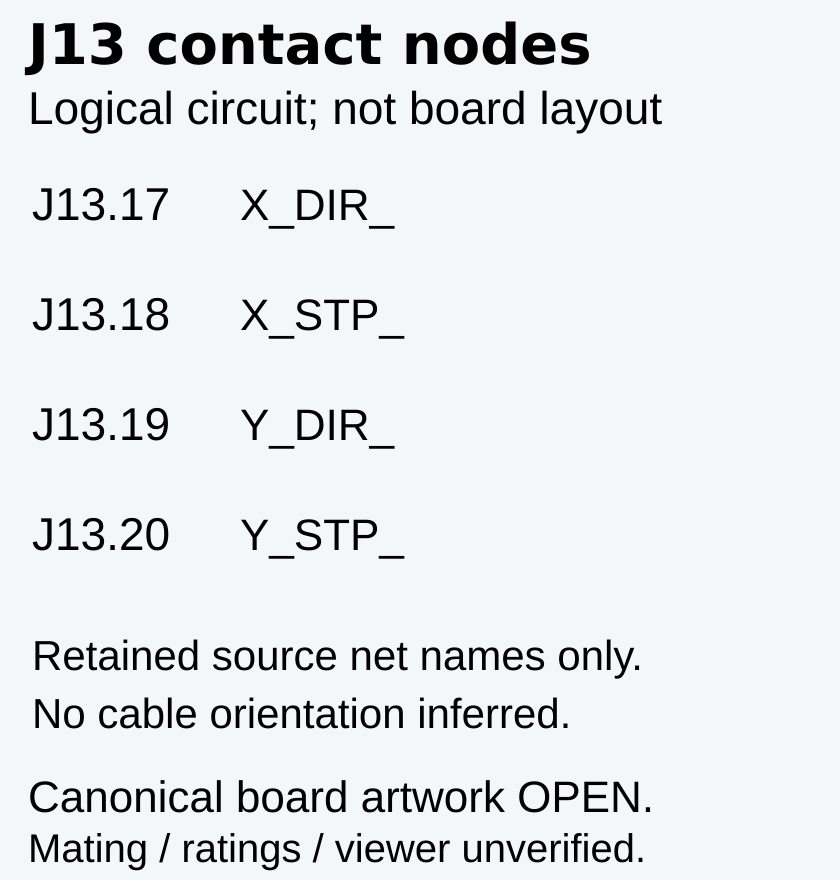 J13 contact nodes
Logical circuit; not board layout
J13.17 X_DIR_
J13.18 X_STP_
J13.19 Y_DIR_
J13.20 Y_STP_
Retained source net names only.
No cable orientation inferred.
Canonical board artwork OPEN.
Mating / ratings / viewer unverified.